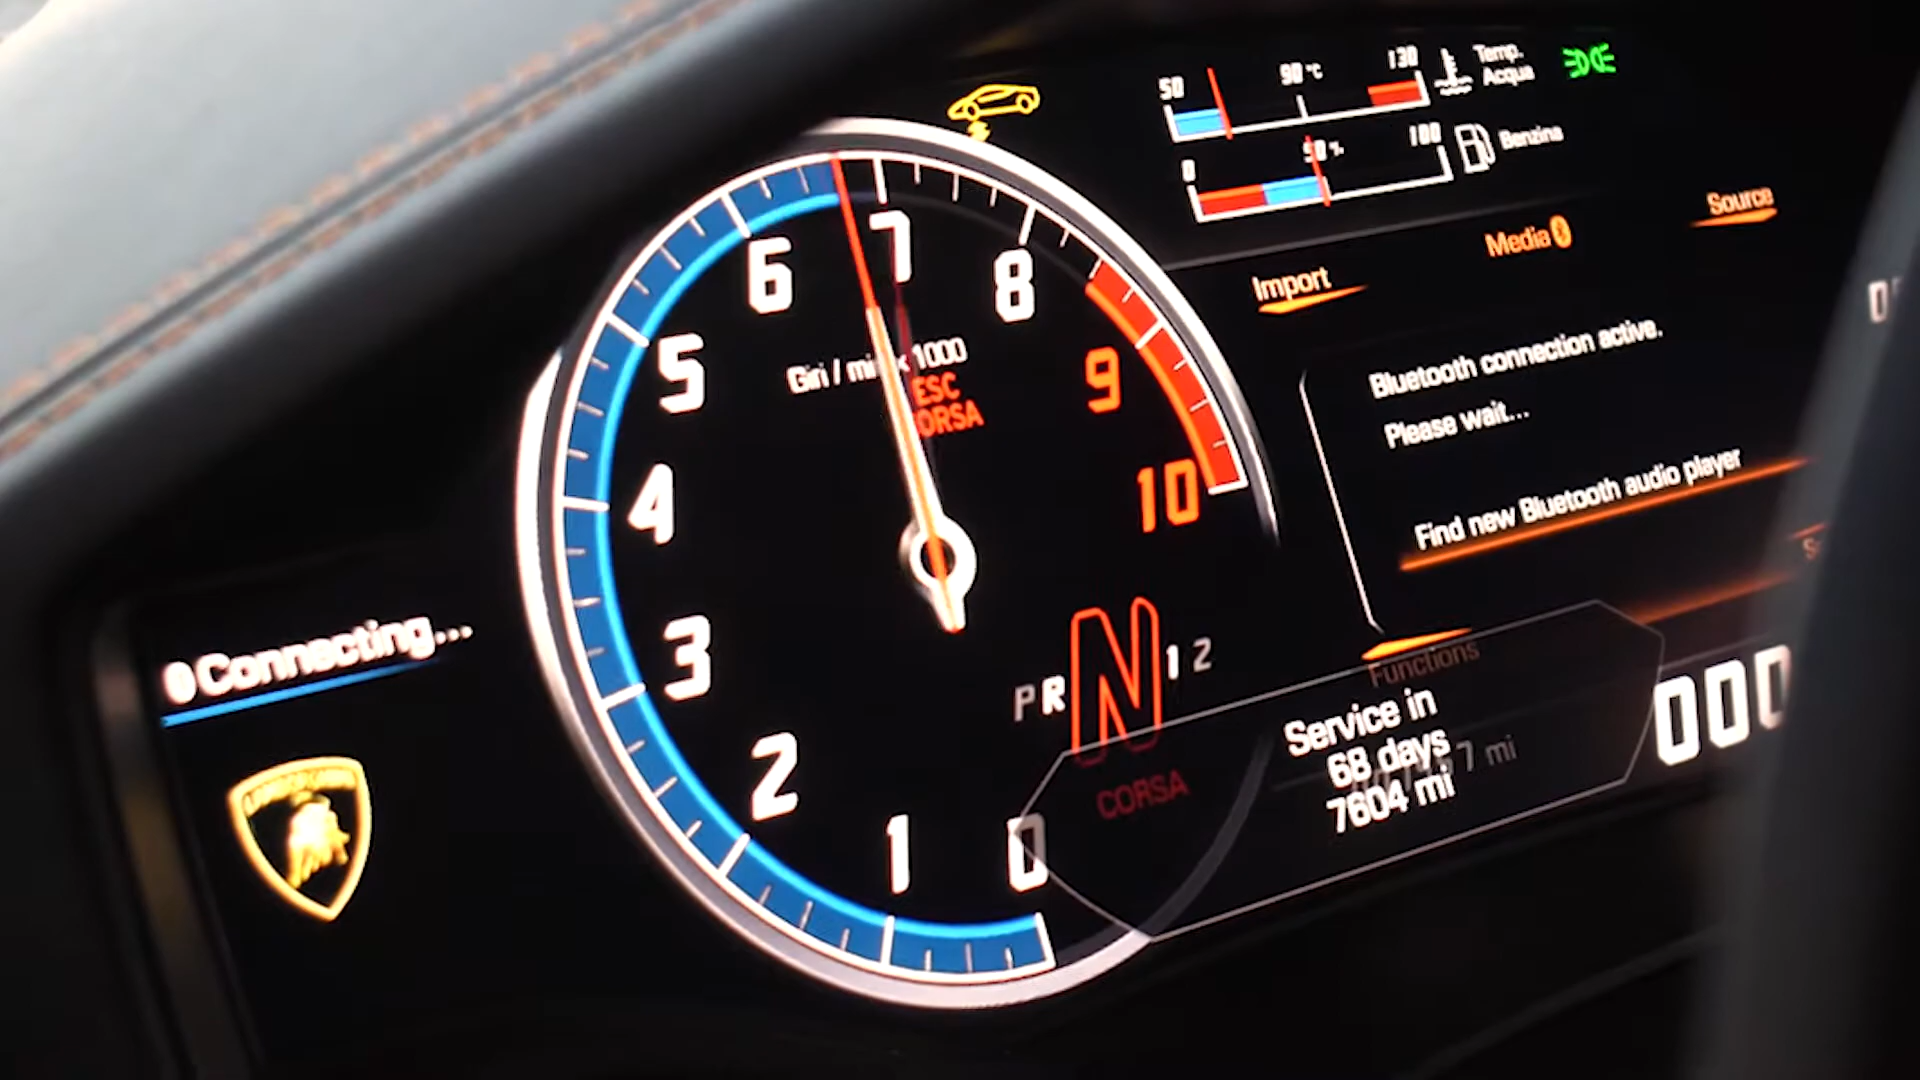 50
90 °C
130
Temp.
Acqua
0
50 %
100
Benzina
Source
Media
Import
Bluetooth connection active.
Please wait...
Find new Bluetooth audio player
Functions
Connecting...
0
1
2
3
4
5
6
7
8
9
10
Giri / min x 1000
ESC
CORSA
P R N 1 2
CORSA
Service in
68 days
7604 mi
000